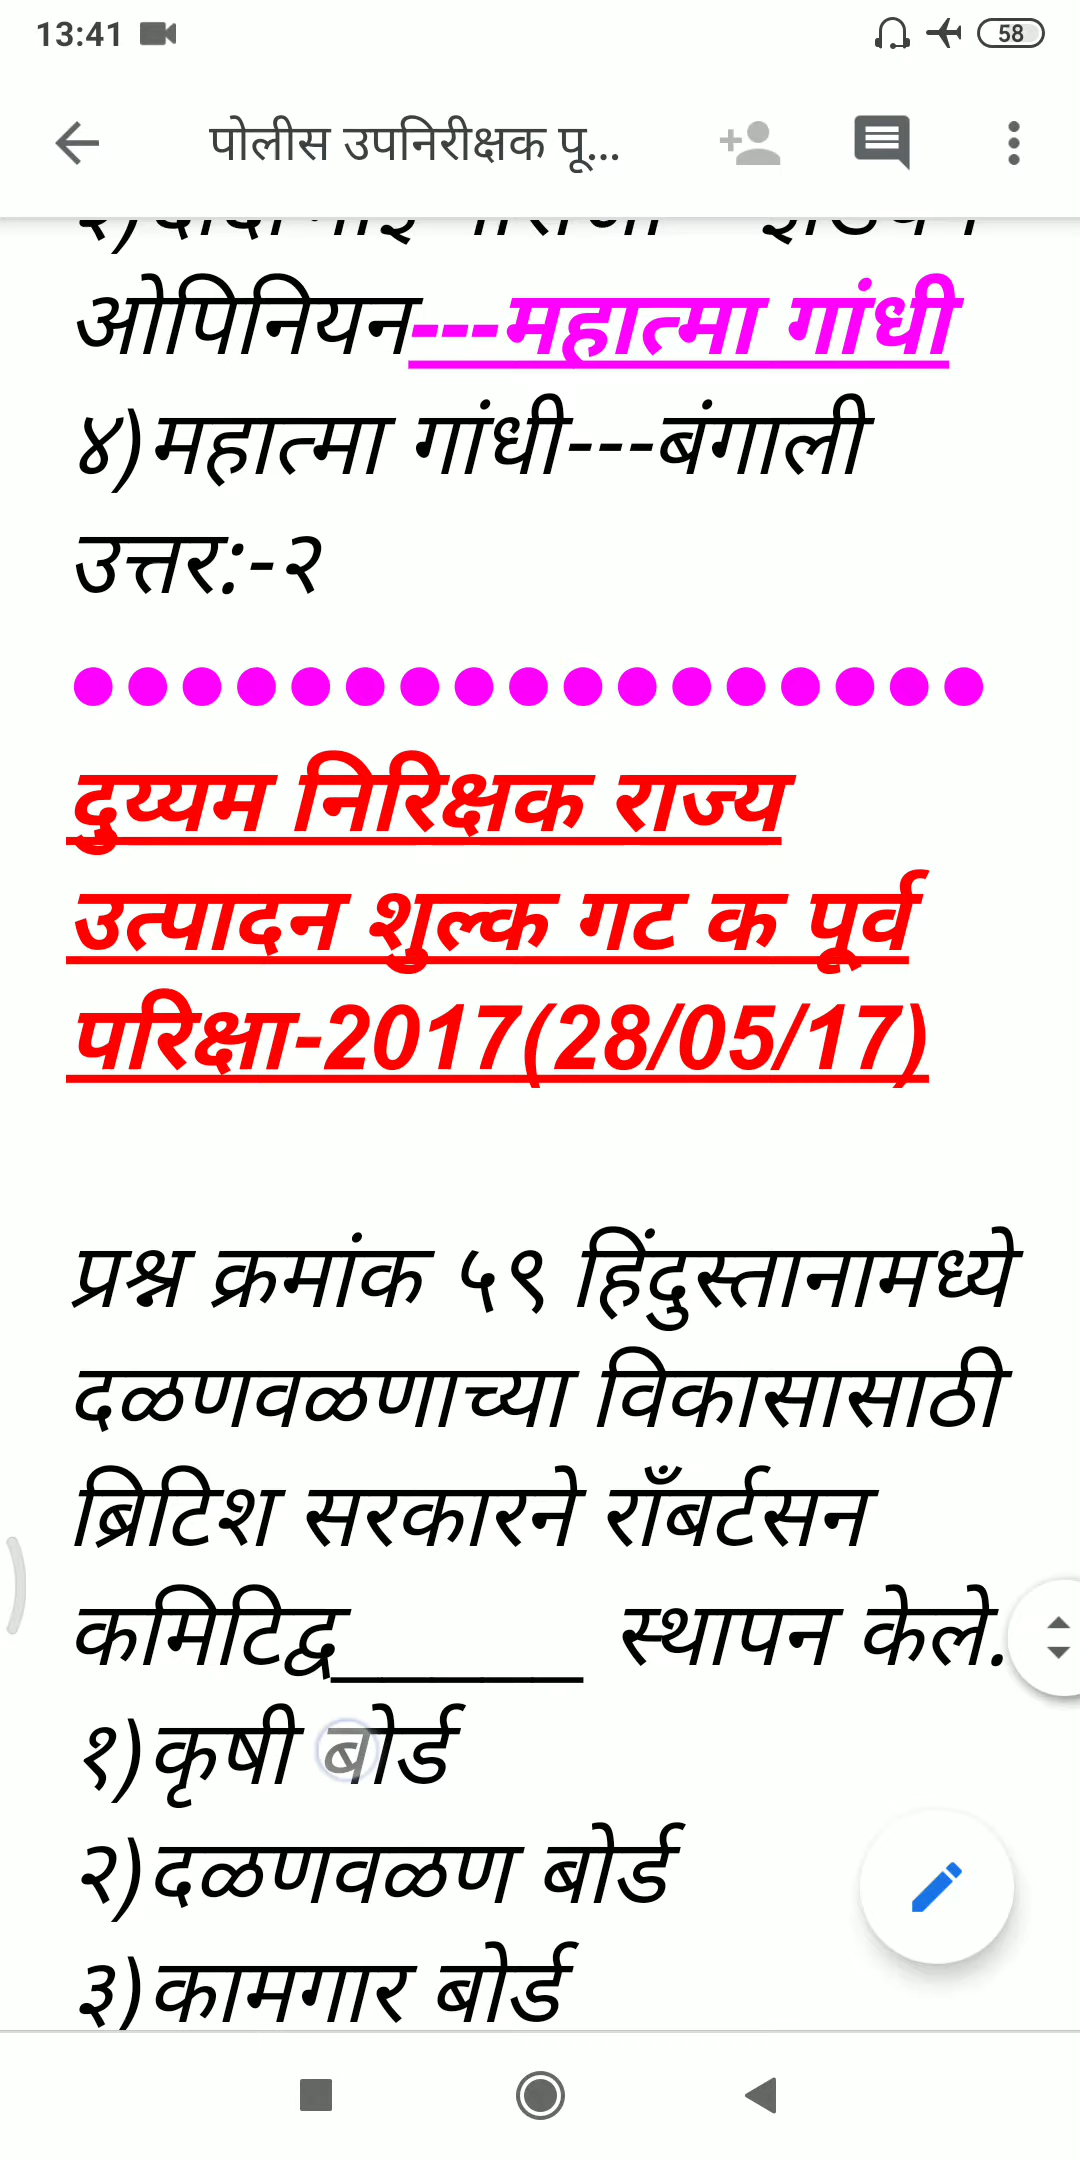 13:41
58
पोलीस उपनिरीक्षक पू...
ओपिनियन---महात्मा गांधी
४)महात्मा गांधी---बंगाली
उत्तर:-२
दुय्यम निरिक्षक राज्य
उत्पादन शुल्क गट क पूर्व
परिक्षा-2017(28/05/17)
प्रश्न क्रमांक ५९ हिंदुस्तानामध्ये
दळणवळणाच्या विकासासाठी
ब्रिटिश सरकारने राँबर्टसन
कमिटिद्व______ स्थापन केले.
१)कृषी बोर्ड
२)दळणवळण बोर्ड
३)कामगार बोर्ड